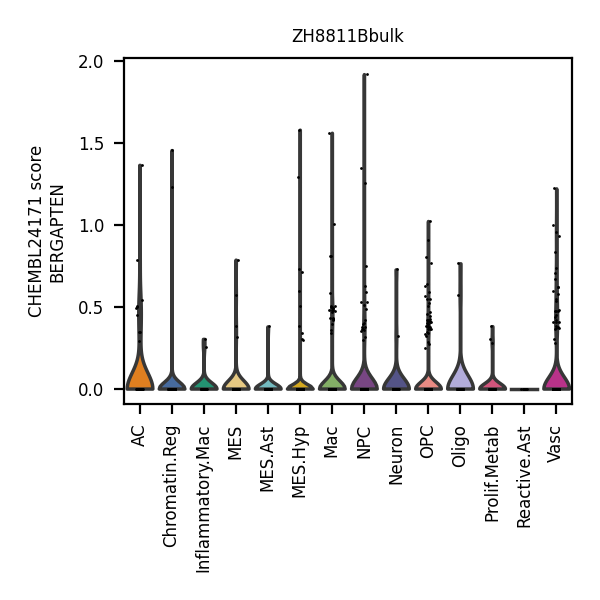 ZH8811Bbulk
CHEMBL24171 score
BERGAPTEN
2.0
1.5
1.0
0.5
0.0
AC
Chromatin.Reg
Inflammatory.Mac
MES
MES.Ast
MES.Hyp
Mac
NPC
Neuron
OPC
Oligo
Prolif.Metab
Reactive.Ast
Vasc